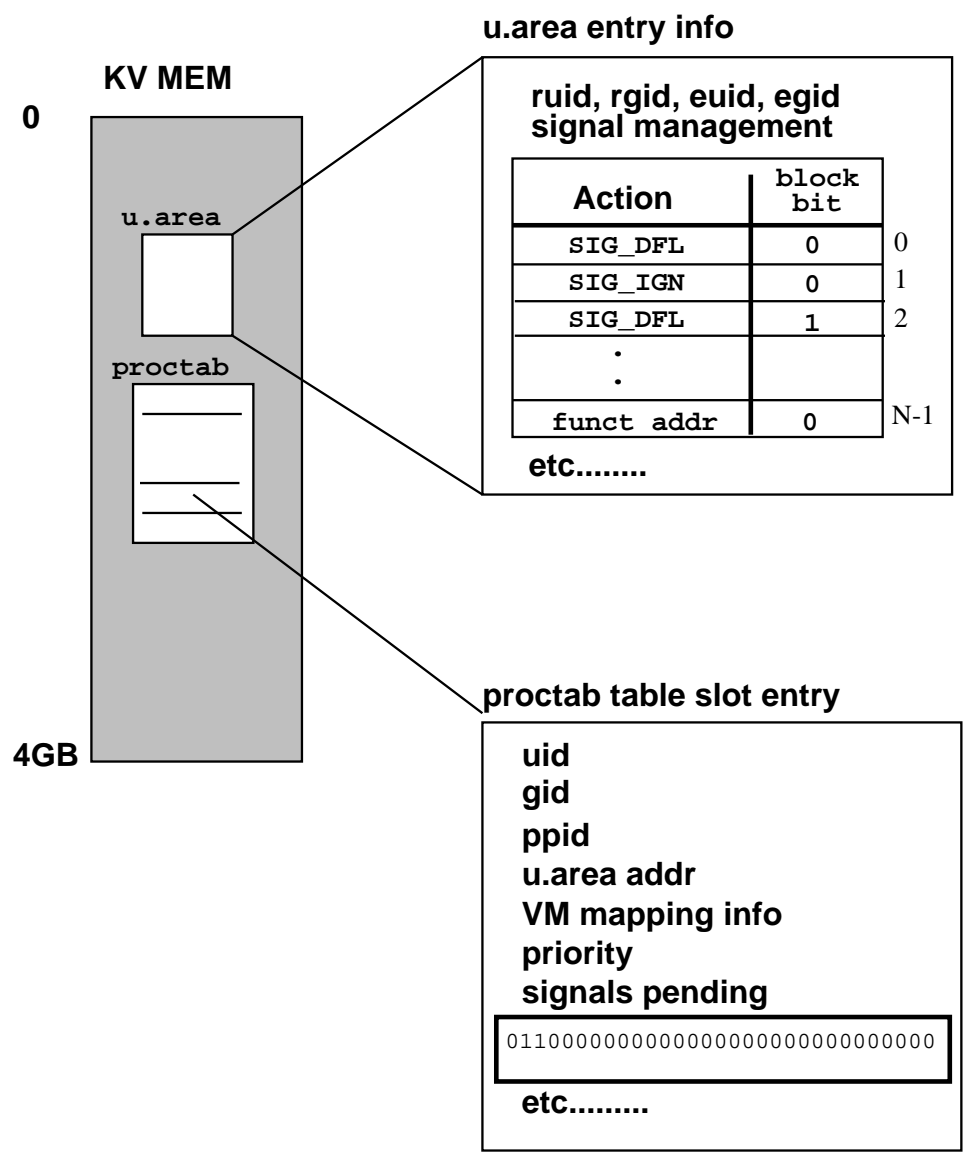 u.area entry info
KV MEM
0
u.area
proctab
4GB
ruid, rgid, euid, egid
signal management
Action block bit
SIG_DFL 0 0
SIG_IGN 0 1
SIG_DFL 1 2
.
.
funct addr 0 N-1
etc........
proctab table slot entry
uid
gid
ppid
u.area addr
VM mapping info
priority
signals pending
01100000000000000000000000000000
etc.........